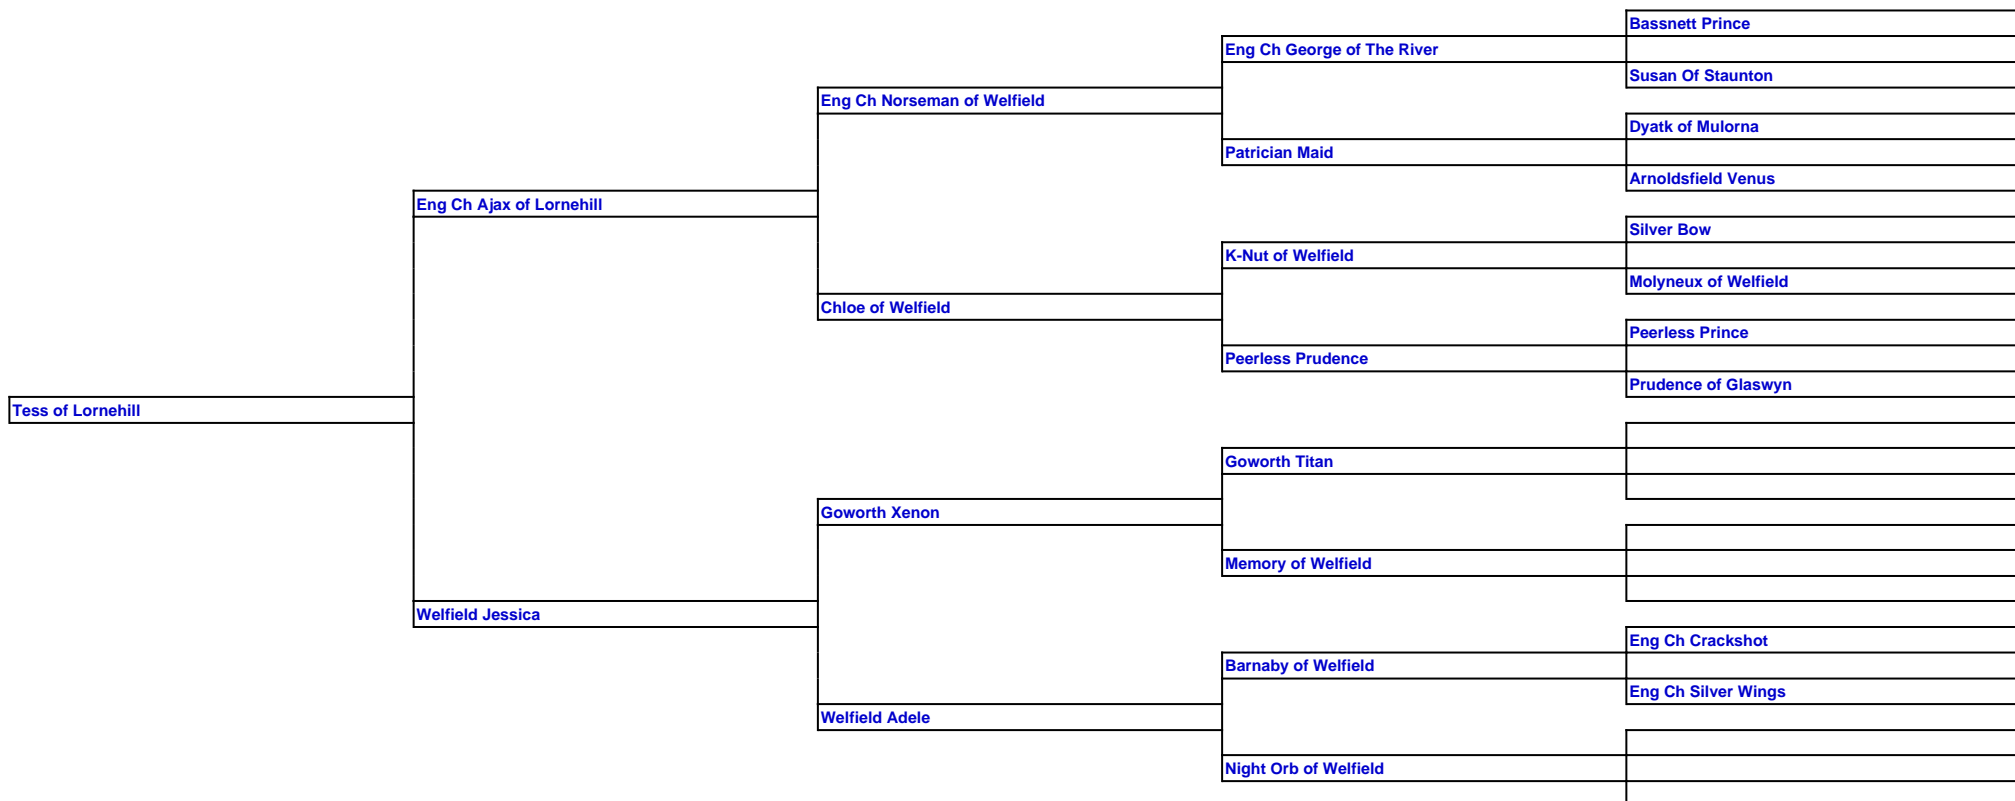 Bassnett Prince
Eng Ch George of The River
Susan Of Staunton
Eng Ch Norseman of Welfield
Dyatk of Mulorna
Patrician Maid
Arnoldsfield Venus
Eng Ch Ajax of Lornehill
Silver Bow
K-Nut of Welfield
Molyneux of Welfield
Chloe of Welfield
Peerless Prince
Peerless Prudence
Prudence of Glaswyn
Tess of Lornehill
Goworth Titan
Goworth Xenon
Memory of Welfield
Welfield Jessica
Eng Ch Crackshot
Barnaby of Welfield
Eng Ch Silver Wings
Welfield Adele
Night Orb of Welfield